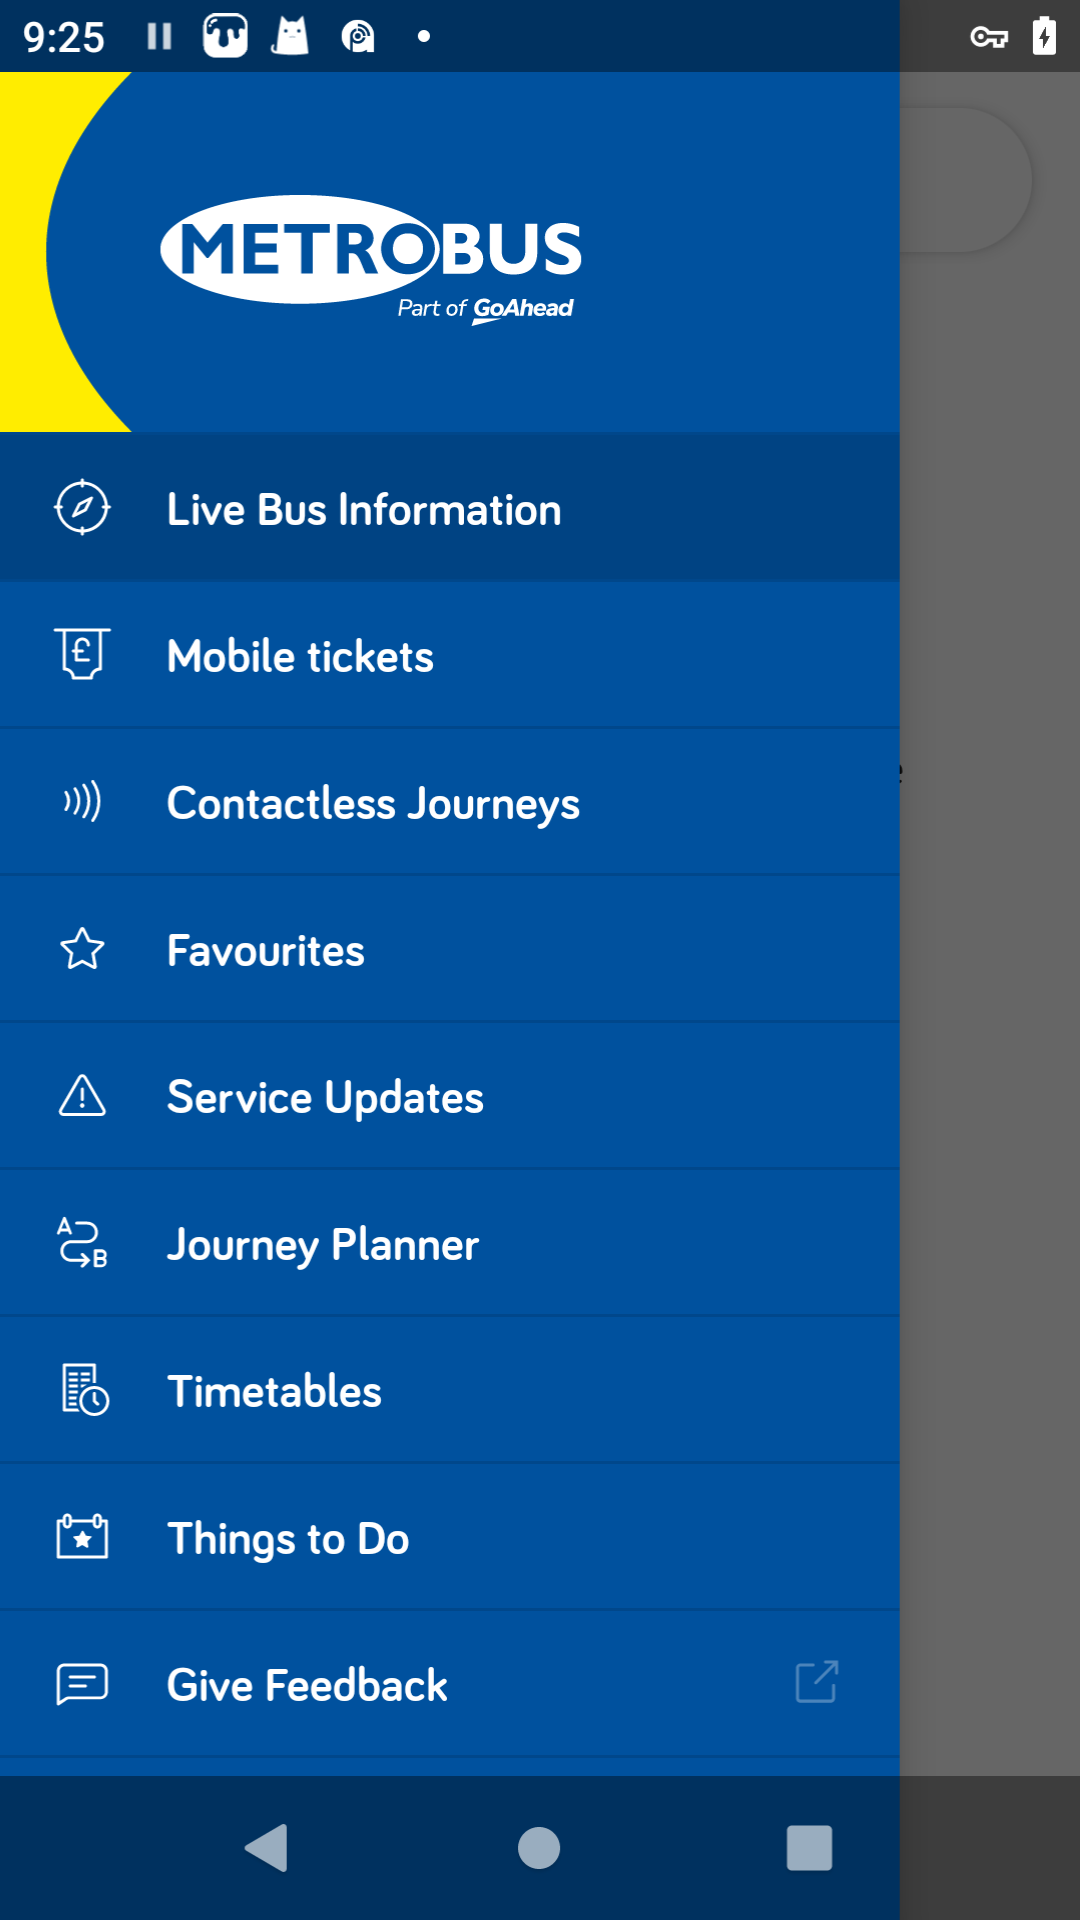 9:25
METROBUS
Part of GoAhead
Live Bus Information
£
Mobile tickets
Contactless Journeys
Favourites
Service Updates
A
B
Journey Planner
Timetables
Things to Do
Give Feedback